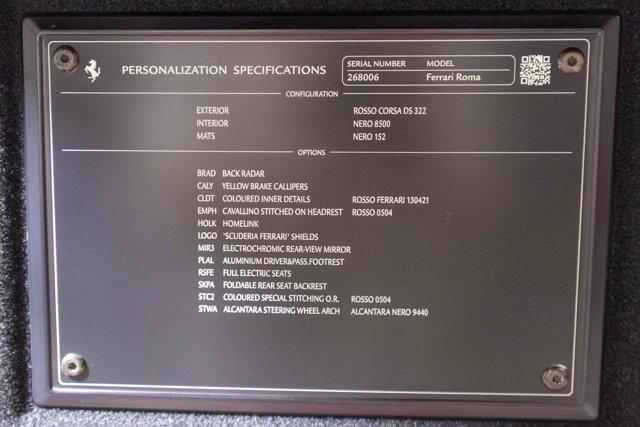 PERSONALIZATION SPECIFICATIONS
SERIAL NUMBER MODEL
268006 Ferrari Roma
CONFIGURATION
EXTERIOR ROSSO CORSA DS 322
INTERIOR NERO 8500
MATS NERO 152
OPTIONS
BRAD BACK RADAR
CALY YELLOW BRAKE CALLIPERS
CLDT COLOURED INNER DETAILS ROSSO FERRARI 130421
EMPH CAVALLINO STITCHED ON HEADREST ROSSO 0504
HOLK HOMELINK
LOGO 'SCUDERIA FERRARI' SHIELDS
MIR3 ELECTROCHROMIC REAR-VIEW MIRROR
PLAL ALUMINIUM DRIVER&PASS.FOOTREST
RSFE FULL ELECTRIC SEATS
SKPA FOLDABLE REAR SEAT BACKREST
STC2 COLOURED SPECIAL STITCHING O.R. ROSSO 0504
STWA ALCANTARA STEERING WHEEL ARCH ALCANTARA NERO 9440